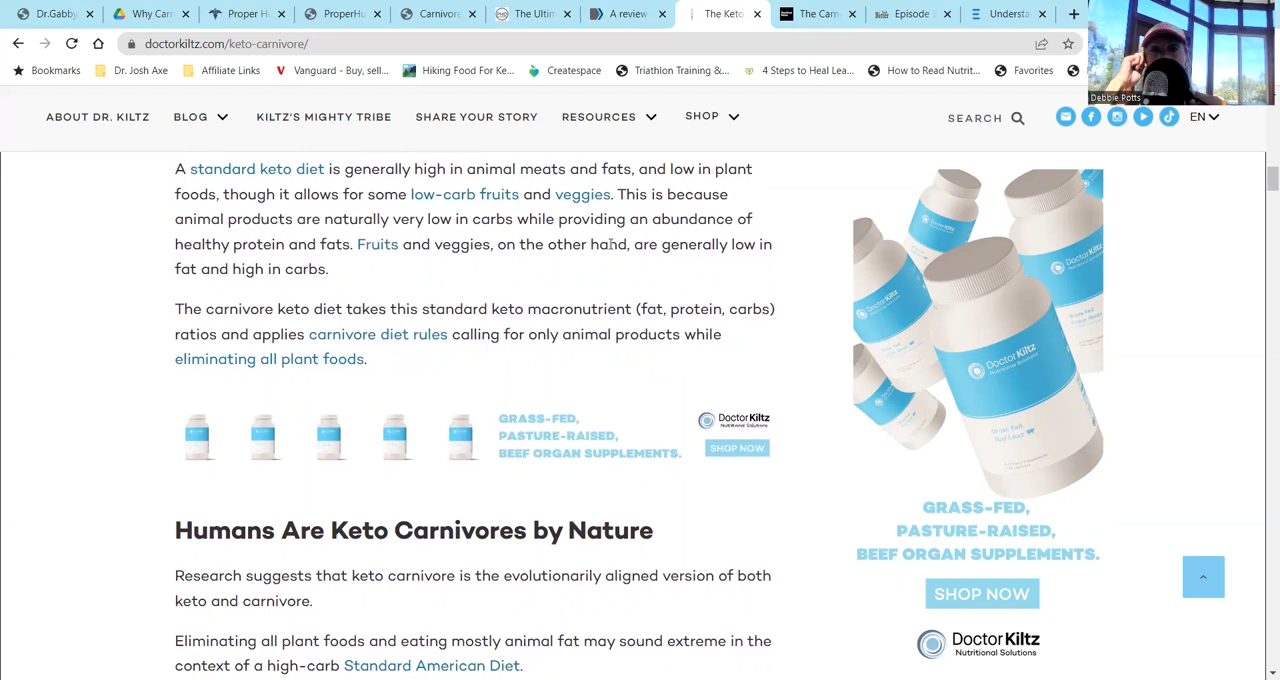 Dr.Gabby
Why Carn
Proper H
ProperHu
Carnivore
The Ultim
A review
The Keto
The Carn
Episode
Understa
doctorkiltz.com/keto-carnivore/
Bookmarks
Dr. Josh Axe
Affiliate Links
Vanguard - Buy, sell...
Hiking Food For Ke...
Createspace
Triathlon Training &...
4 Steps to Heal Lea...
How to Read Nutrit...
Favorites
Debbie Potts
ABOUT DR. KILTZ
BLOG
KILTZ'S MIGHTY TRIBE
SHARE YOUR STORY
RESOURCES
SHOP
SEARCH
EN
A standard keto diet is generally high in animal meats and fats, and low in plant
foods, though it allows for some low-carb fruits and veggies. This is because
animal products are naturally very low in carbs while providing an abundance of
healthy protein and fats. Fruits and veggies, on the other hand, are generally low in
fat and high in carbs.
The carnivore keto diet takes this standard keto macronutrient (fat, protein, carbs)
ratios and applies carnivore diet rules calling for only animal products while
eliminating all plant foods.
GRASS-FED,
PASTURE-RAISED,
BEEF ORGAN SUPPLEMENTS.
DoctorKiltz
Nutritional Solutions
SHOP NOW
Humans Are Keto Carnivores by Nature
Research suggests that keto carnivore is the evolutionarily aligned version of both
keto and carnivore.
Eliminating all plant foods and eating mostly animal fat may sound extreme in the
context of a high-carb Standard American Diet.
DoctorKiltz
Grass Fed
Beef Liver
GRASS-FED,
PASTURE-RAISED,
BEEF ORGAN SUPPLEMENTS.
SHOP NOW
DoctorKiltz
Nutritional Solutions